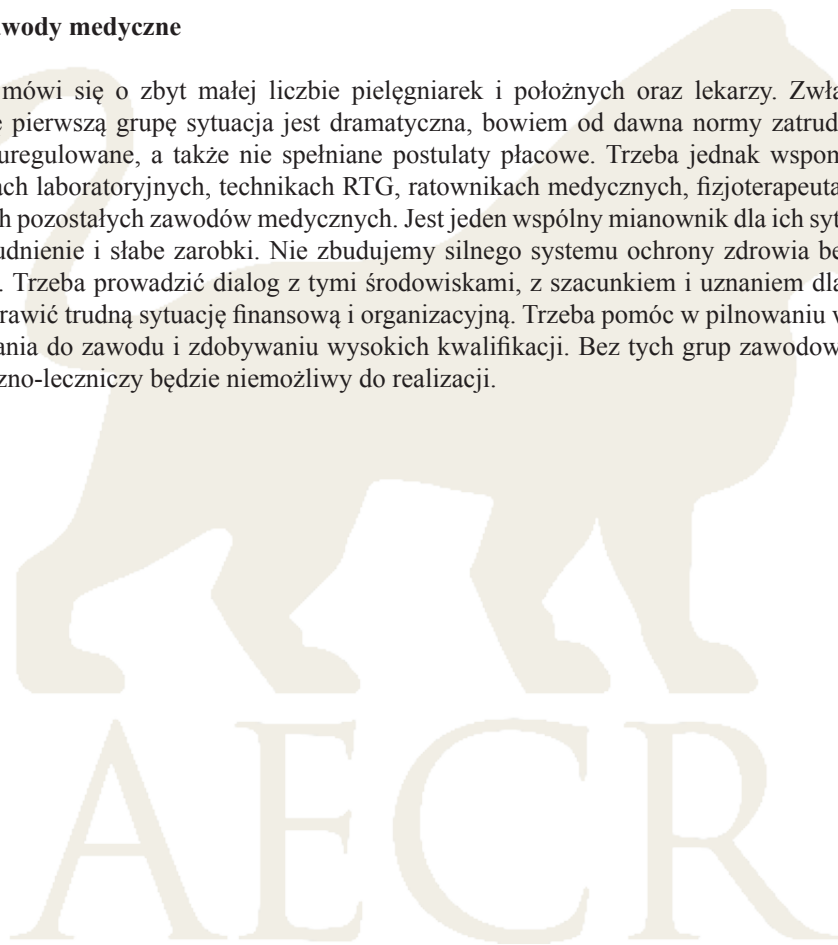 wody medyczne
mówi się o zbyt małej liczbie pielęgniarek i położnych oraz lekarzy. Zwła
e pierwszą grupę sytuacja jest dramatyczna, bowiem od dawna normy zatrud
uregulowane, a także nie spełniane postulaty płacowe. Trzeba jednak wspom
ach laboratoryjnych, technikach RTG, ratownikach medycznych, fizjoterapeuta
h pozostałych zawodów medycznych. Jest jeden wspólny mianownik dla ich syt
udnienie i słabe zarobki. Nie zbudujemy silnego systemu ochrony zdrowia be
. Trzeba prowadzić dialog z tymi środowiskami, z szacunkiem i uznaniem dla
rawić trudną sytuację finansową i organizacyjną. Trzeba pomóc w pilnowaniu w
ania do zawodu i zdobywaniu wysokich kwalifikacji. Bez tych grup zawodow
zno-leczniczy będzie niemożliwy do realizacji.
AECR